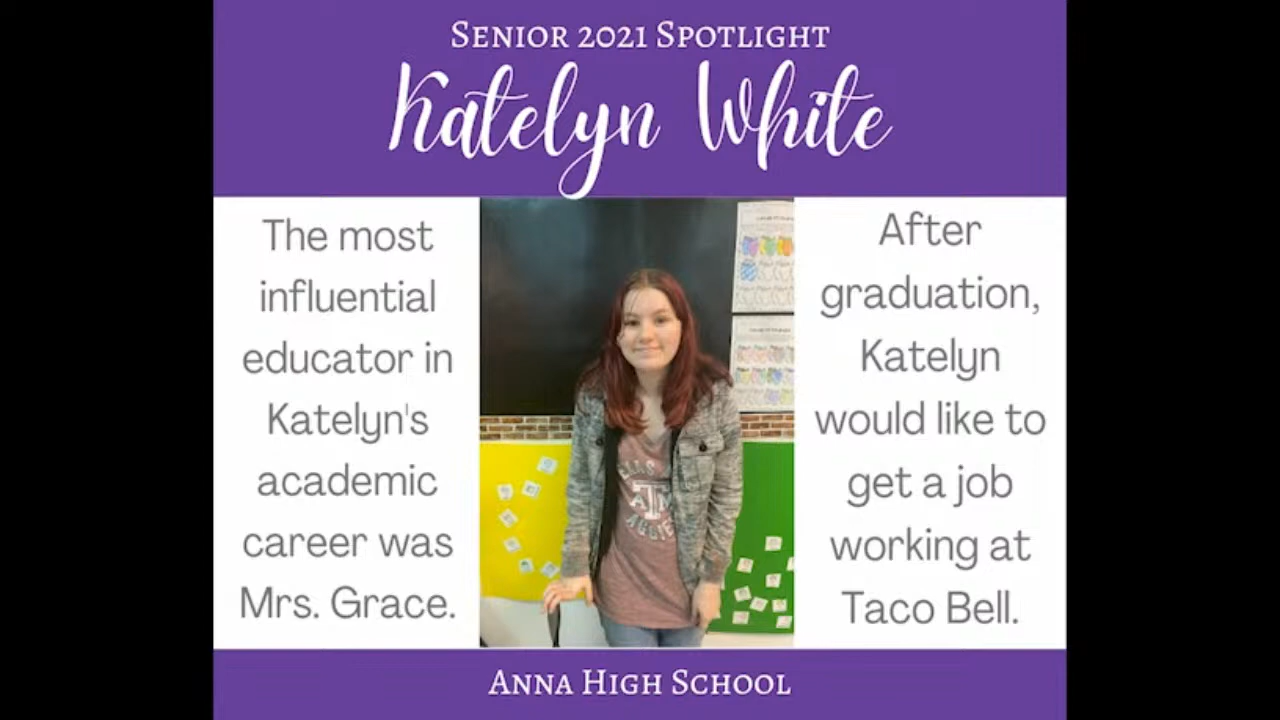 Senior 2021 Spotlight
Katelyn White
The most
influential
educator in
Katelyn's
academic
career was
Mrs. Grace.
After
graduation,
Katelyn
would like to
get a job
working at
Taco Bell.
ATM
Anna High School